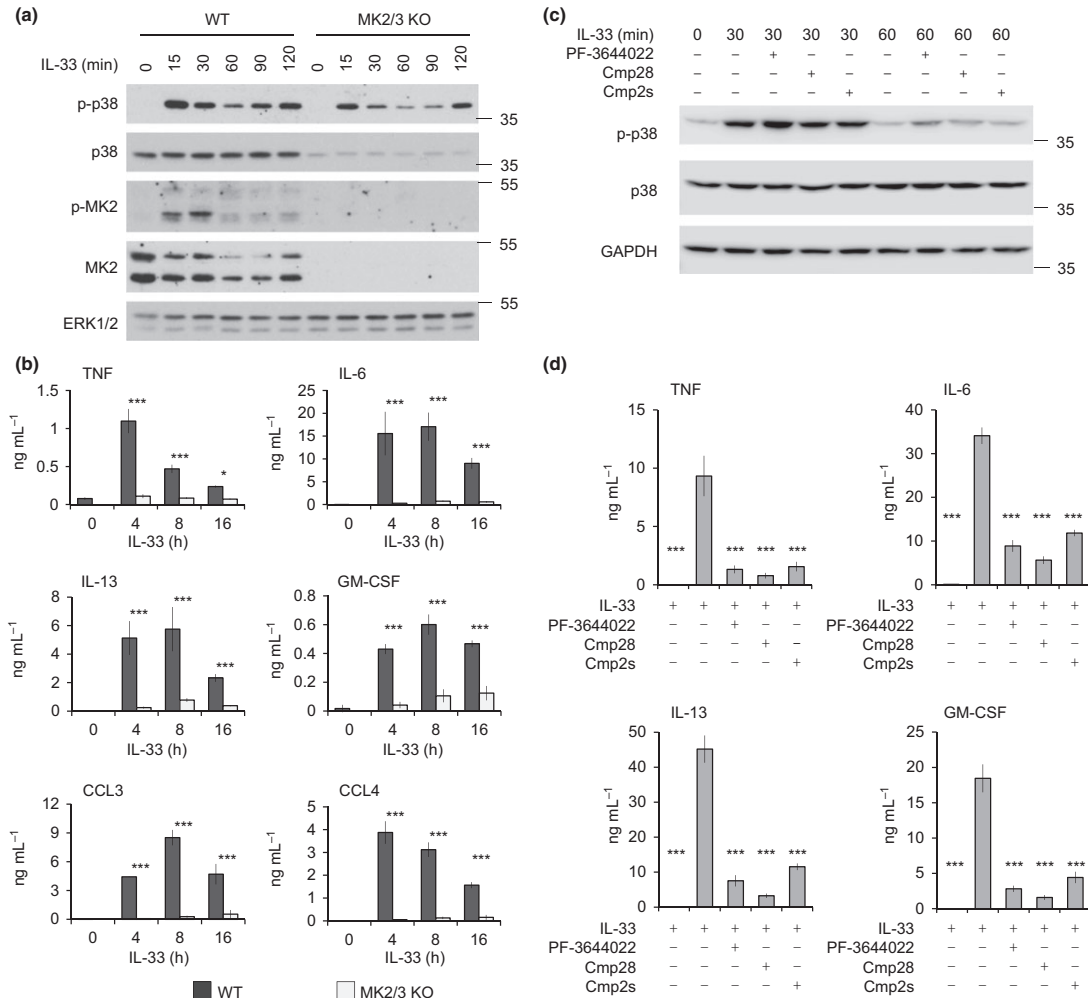 (a)
WT MK2/3 KO
IL-33 (min) 0 15 30 60 90 120 0 15 30 60 90 120
p-p38
35
p38
35
55
p-MK2
MK2
55
55
ERK1/2
(b)
TNF
ng mL−1
1.5
1
0.5
0
*** *** *
0 4 8 16
IL-33 (h)
IL-6
ng mL−1
25
20
15
10
5
0
*** *** ***
0 4 8 16
IL-33 (h)
IL-13
ng mL−1
8
6
4
2
0
*** *** ***
0 4 8 16
IL-33 (h)
GM-CSF
ng mL−1
0.8
0.6
0.4
0.2
0
*** *** ***
0 4 8 16
IL-33 (h)
CCL3
ng mL−1
12
9
6
3
0
*** *** ***
0 4 8 16
IL-33 (h)
CCL4
ng mL−1
5
4
3
2
1
0
*** *** ***
0 4 8 16
IL-33 (h)
WT MK2/3 KO
(c)
IL-33 (min) 0 30 30 30 30 60 60 60 60
PF-3644022 – – + – – – + – –
Cmp28 – – – + – – – + –
Cmp2s – – – – + – – – +
p-p38
35
p38
35
GAPDH
35
(d)
TNF
ng mL−1
15
10
5
0
*** *** *** ***
IL-33 + + + + +
PF-3644022 – – + – –
Cmp28 – – – + –
Cmp2s – – – – +
IL-6
ng mL−1
40
30
20
10
0
*** *** *** ***
IL-33 + + + + +
PF-3644022 – – + – –
Cmp28 – – – + –
Cmp2s – – – – +
IL-13
ng mL−1
50
40
30
20
10
0
*** *** *** ***
IL-33 + + + + +
PF-3644022 – – + – –
Cmp28 – – – + –
Cmp2s – – – – +
GM-CSF
ng mL−1
25
20
15
10
5
0
*** *** *** ***
IL-33 + + + + +
PF-3644022 – – + – –
Cmp28 – – – + –
Cmp2s – – – – +